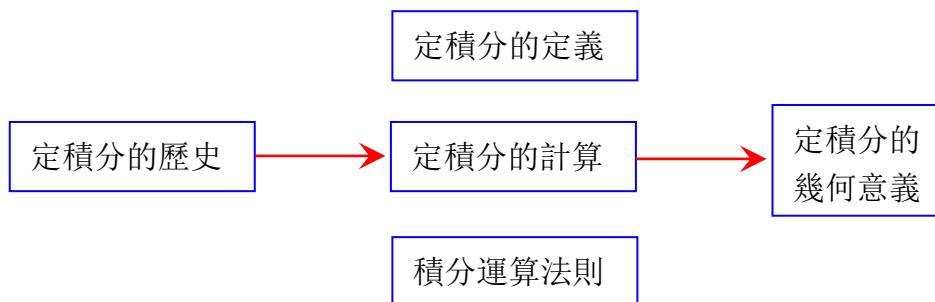 定積分的定義
定積分的歷史
定積分的計算
定積分的
幾何意義
積分運算法則